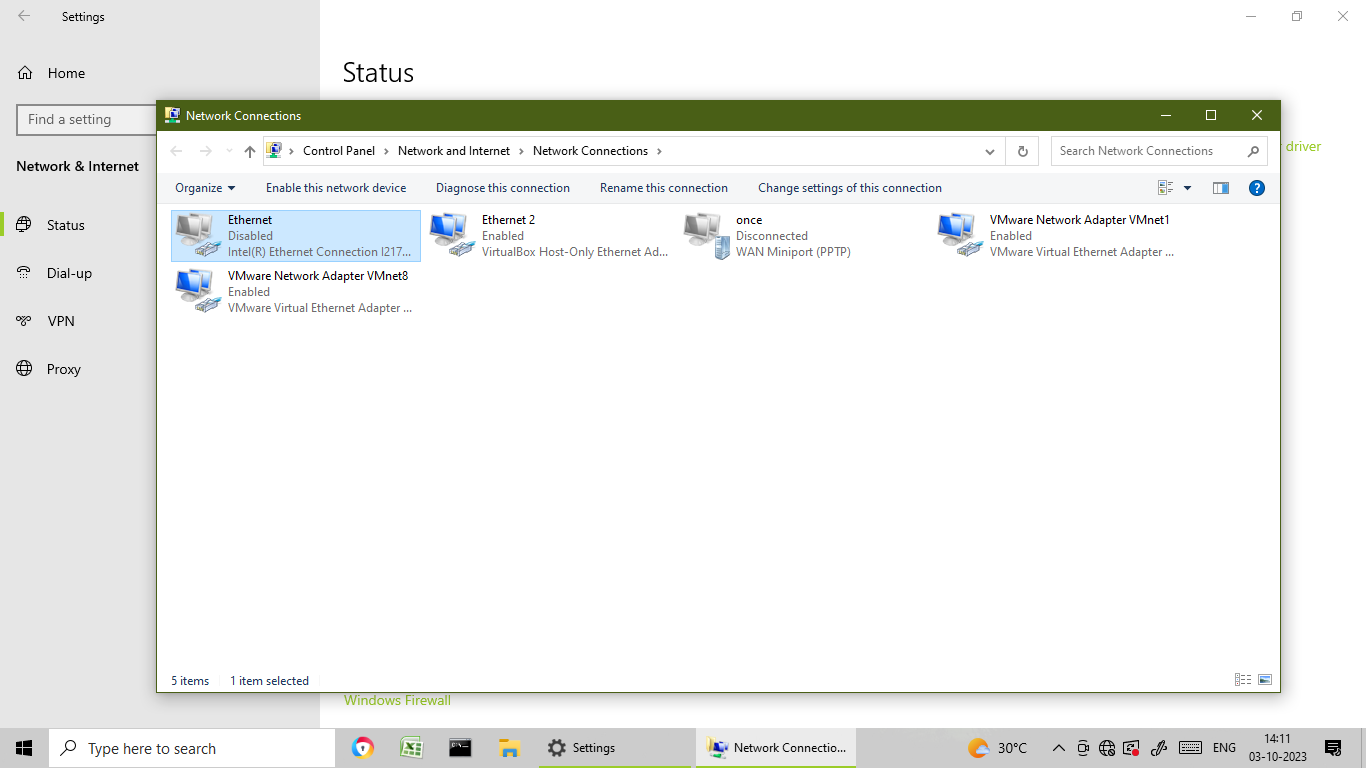 Settings
Home
Find a setting
Network & Internet
Status
Dial-up
VPN
Proxy
Status
driver
Windows Firewall
Network Connections
Control Panel > Network and Internet > Network Connections >
Search Network Connections
Organize Enable this network device Diagnose this connection Rename this connection Change settings of this connection
?
Ethernet
Disabled
Intel(R) Ethernet Connection I217...
Ethernet 2
Enabled
VirtualBox Host-Only Ethernet Ad...
once
Disconnected
WAN Miniport (PPTP)
VMware Network Adapter VMnet1
Enabled
VMware Virtual Ethernet Adapter ...
VMware Network Adapter VMnet8
Enabled
VMware Virtual Ethernet Adapter ...
5 items 1 item selected
Type here to search
Settings
Network Connectio...
30°C
ENG
14:11
03-10-2023